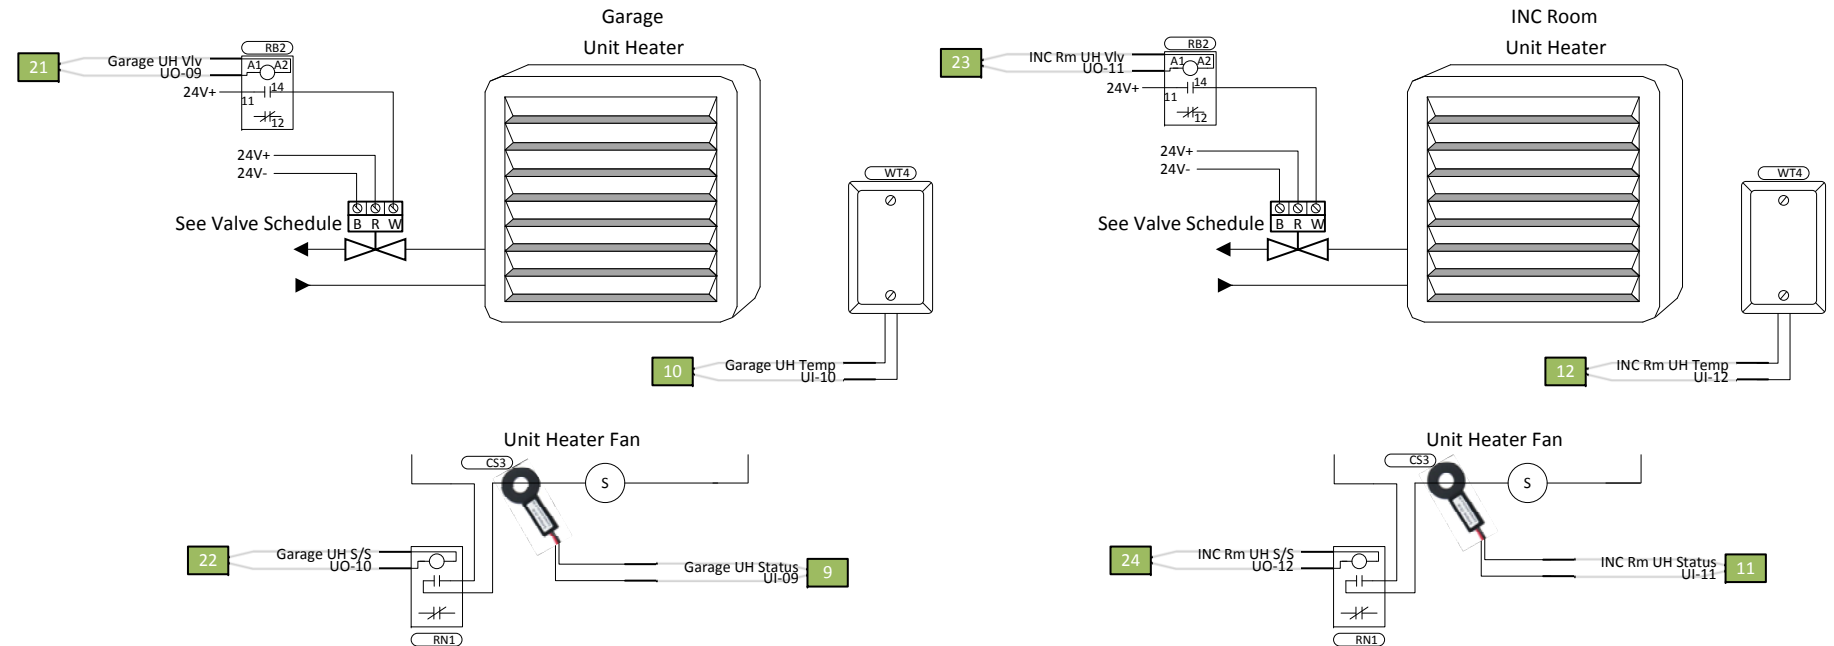 Garage
Unit Heater
RB2
21
Garage UH Vlv
UO-09
A1 A2
24V+
11
14
12
24V+
24V-
See Valve Schedule
B R W
WT4
10
Garage UH Temp
UI-10
Unit Heater Fan
CS3
S
22
Garage UH S/S
UO-10
Garage UH Status
UI-09
9
RN1
INC Room
Unit Heater
RB2
23
INC Rm UH Vlv
UO-11
A1 A2
24V+
11
14
12
24V+
24V-
See Valve Schedule
B R W
WT4
12
INC Rm UH Temp
UI-12
Unit Heater Fan
CS3
S
24
INC Rm UH S/S
UO-12
INC Rm UH Status
UI-11
11
RN1